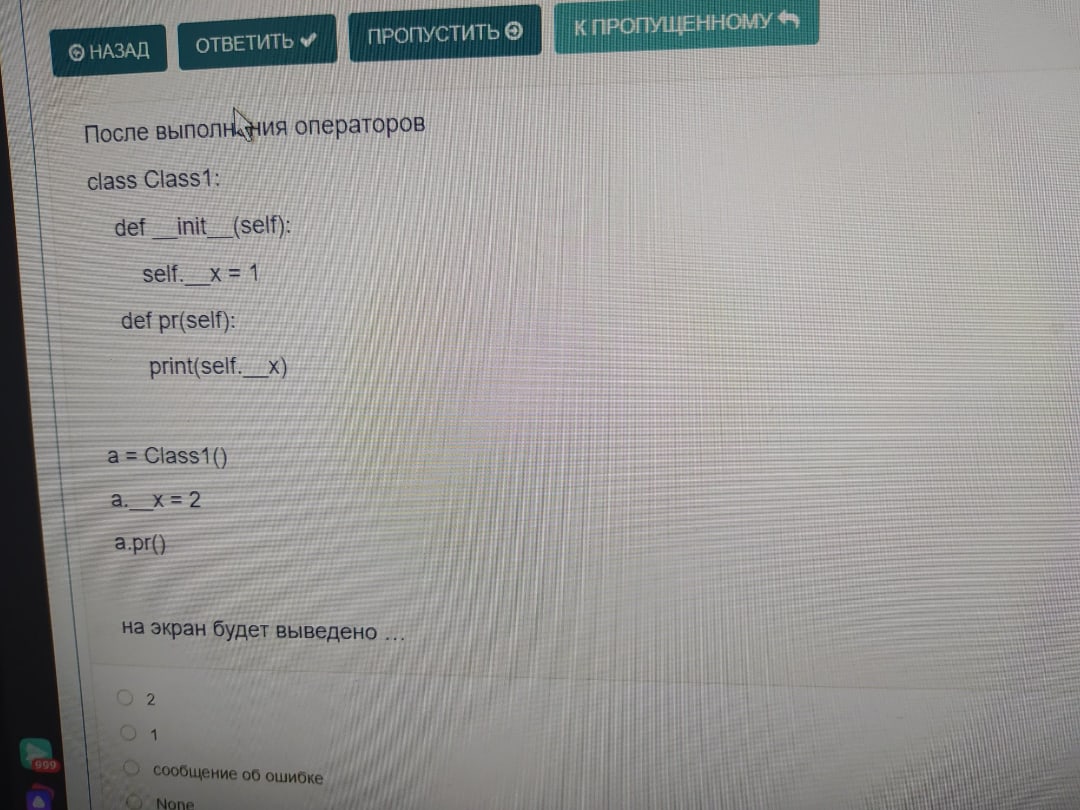 НАЗАД
ОТВЕТИТЬ
ПРОПУСТИТЬ
К ПРОПУЩЕННОМУ
После выполнения операторов
class Class1:
def __init__(self):
self.__x = 1
def pr(self):
print(self.__x)
a = Class1()
a.__x = 2
a.pr()
на экран будет выведено ...
2
1
сообщение об ошибке
None
999